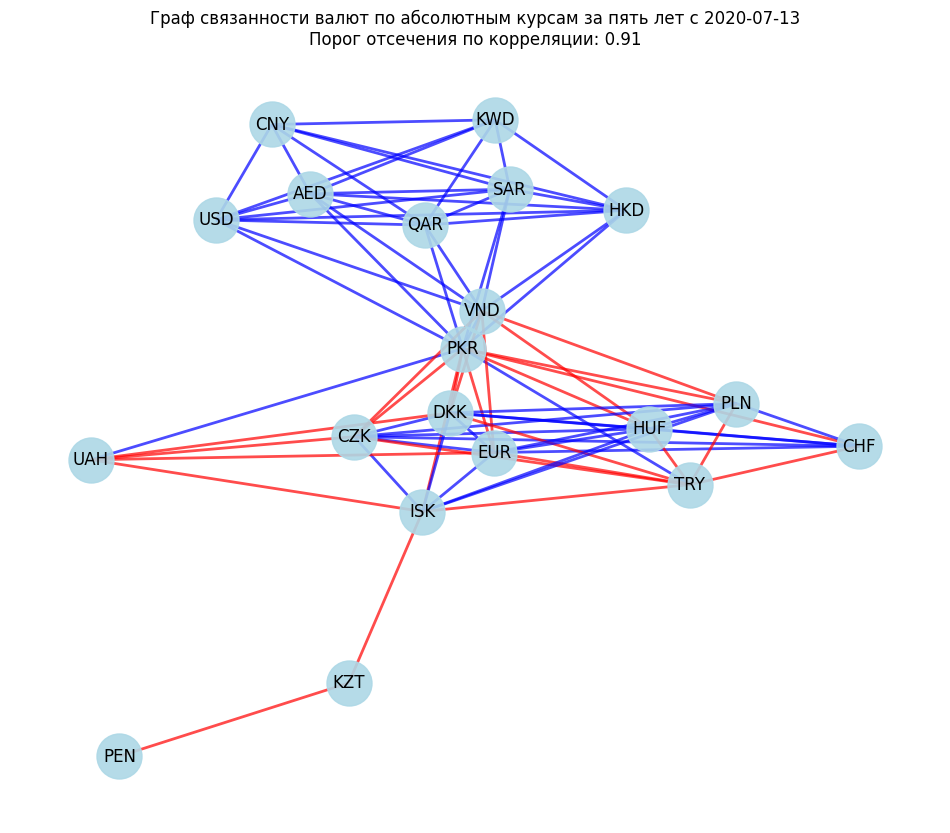 Граф связанности валют по абсолютным курсам за пять лет с 2020-07-13
Порог отсечения по корреляции: 0.91
CNY
KWD
AED
SAR
USD
QAR
HKD
VND
PKR
DKK
PLN
CZK
HUF
UAH
EUR
CHF
TRY
ISK
KZT
PEN